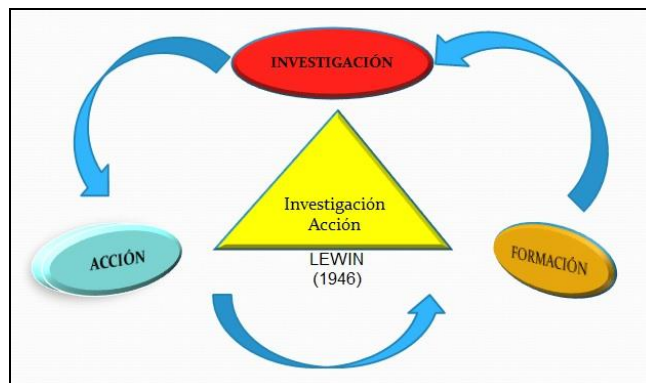 INVESTIGACIÓN
Investigación
Acción
LEWIN
(1946)
ACCIÓN
FORMACIÓN